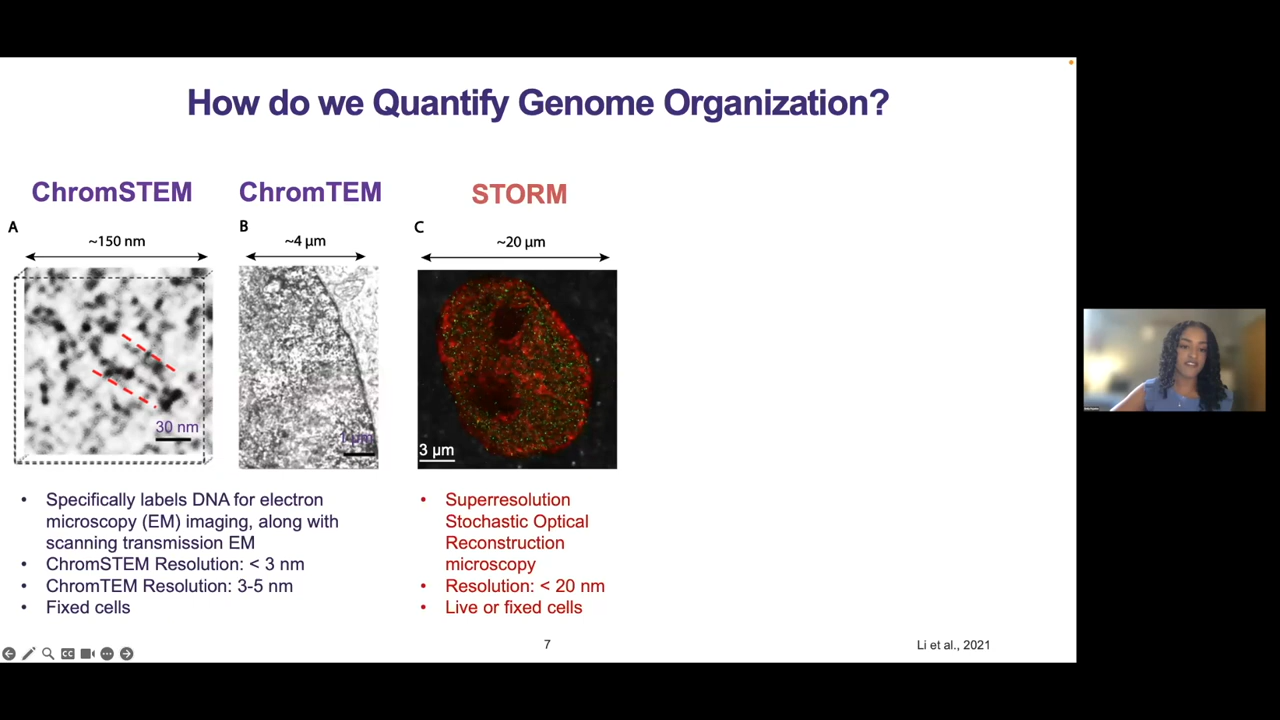 How do we Quantify Genome Organization?
ChromSTEM
ChromTEM
STORM
A
~150 nm
B
~4 µm
C
~20 µm
30 nm
1 µm
3 µm
• Specifically labels DNA for electron
microscopy (EM) imaging, along with
scanning transmission EM
• ChromSTEM Resolution: < 3 nm
• ChromTEM Resolution: 3-5 nm
• Fixed cells
• Superresolution
Stochastic Optical
Reconstruction
microscopy
• Resolution: < 20 nm
• Live or fixed cells
7
Li et al., 2021
CC